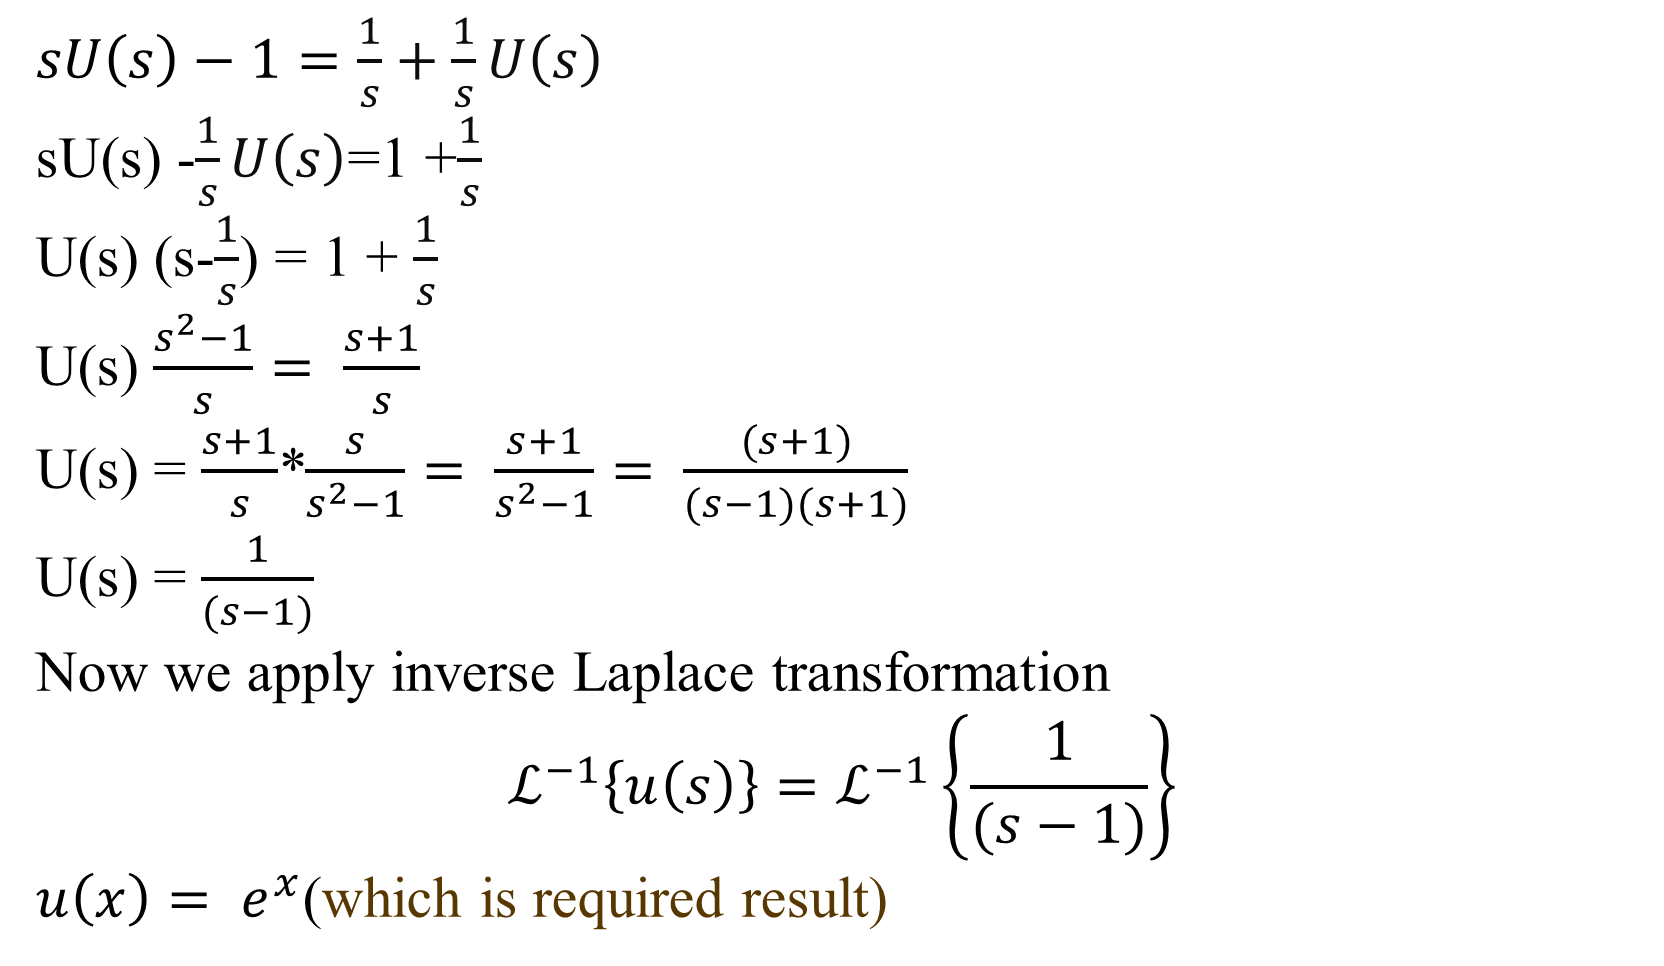 𝑠𝑈(𝑠) − 1 = 1/𝑠 + 1/𝑠 𝑈(𝑠)
sU(s) -1/𝑠 𝑈(𝑠)=1 +1/𝑠
U(s) (s-1/𝑠) = 1 + 1/𝑠
U(s) (𝑠²−1)/𝑠 = (𝑠+1)/𝑠
U(s) = (𝑠+1)/𝑠 * 𝑠/(𝑠²−1) = (𝑠+1)/(𝑠²−1) = (𝑠+1)/((𝑠−1)(𝑠+1))
U(s) = 1/(𝑠−1)
Now we apply inverse Laplace transformation
ℒ⁻¹{𝑢(𝑠)} = ℒ⁻¹{1/(𝑠 − 1)}
𝑢(𝑥) = 𝑒ˣ(which is required result)